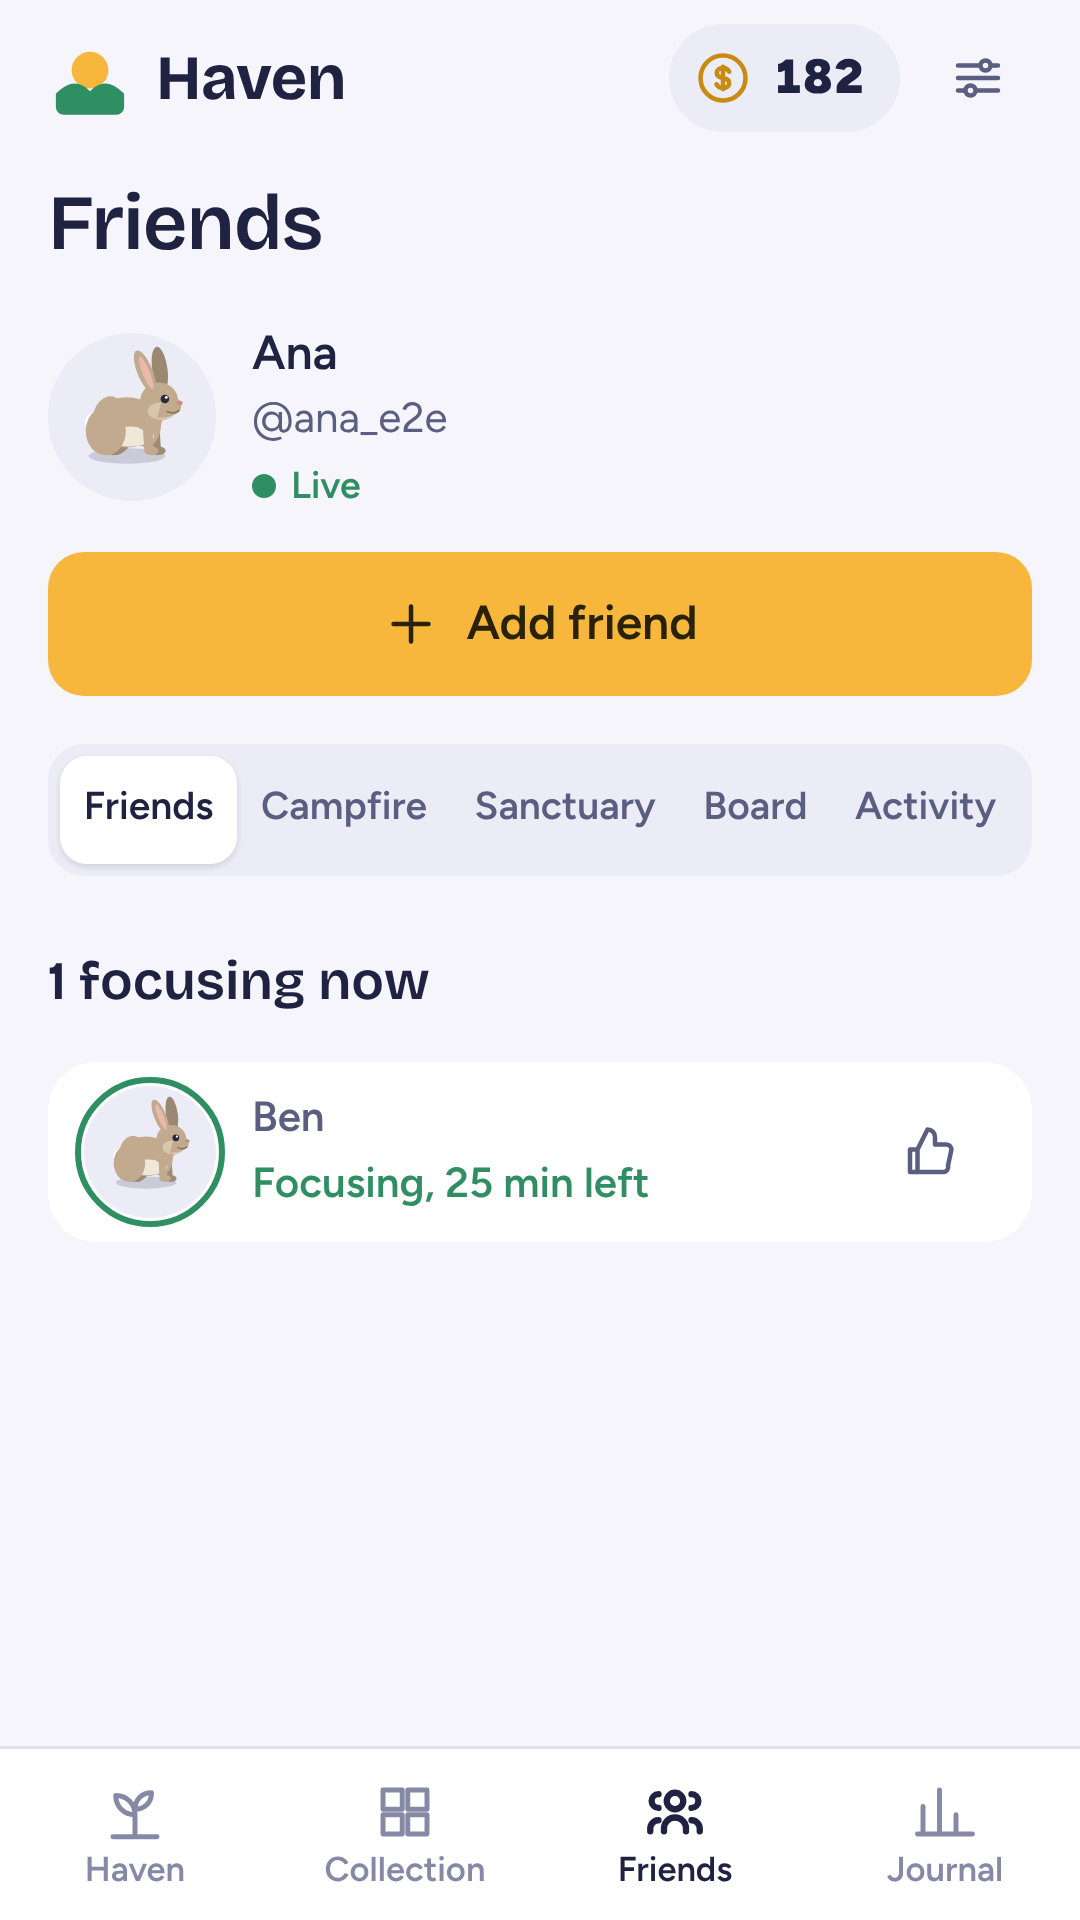 Haven
182
Friends
Ana
@ana_e2e
Live
Add friend
Friends Campfire Sanctuary Board Activity
1 focusing now
Ben
Focusing, 25 min left
Haven Collection Friends Journal